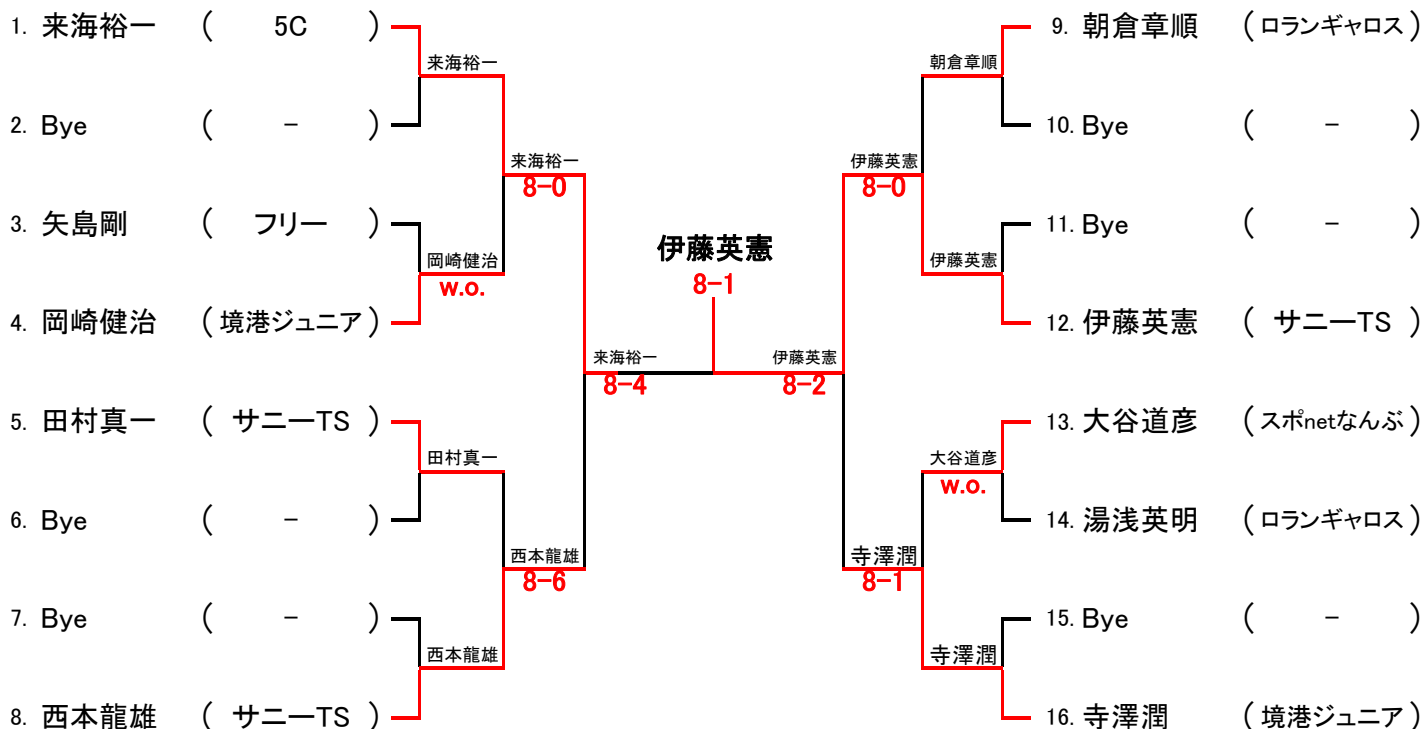 1. 来海裕一 ( 5C )
来海裕一
2. Bye ( - )
来海裕一
8-0
3. 矢島剛 ( フリー )
岡崎健治
w.o.
4. 岡崎健治 ( 境港ジュニア )
来海裕一
8-4
5. 田村真一 ( サニーTS )
田村真一
6. Bye ( - )
西本龍雄
8-6
7. Bye ( - )
西本龍雄
8. 西本龍雄 ( サニーTS )
伊藤英憲
8-1
9. 朝倉章順 ( ロランギャロス )
朝倉章順
10. Bye ( - )
伊藤英憲
8-0
11. Bye ( - )
伊藤英憲
12. 伊藤英憲 ( サニーTS )
伊藤英憲
8-2
13. 大谷道彦 ( スポnetなんぶ )
大谷道彦
w.o.
14. 湯浅英明 ( ロランギャロス )
寺澤潤
8-1
15. Bye ( - )
寺澤潤
16. 寺澤潤 ( 境港ジュニア )